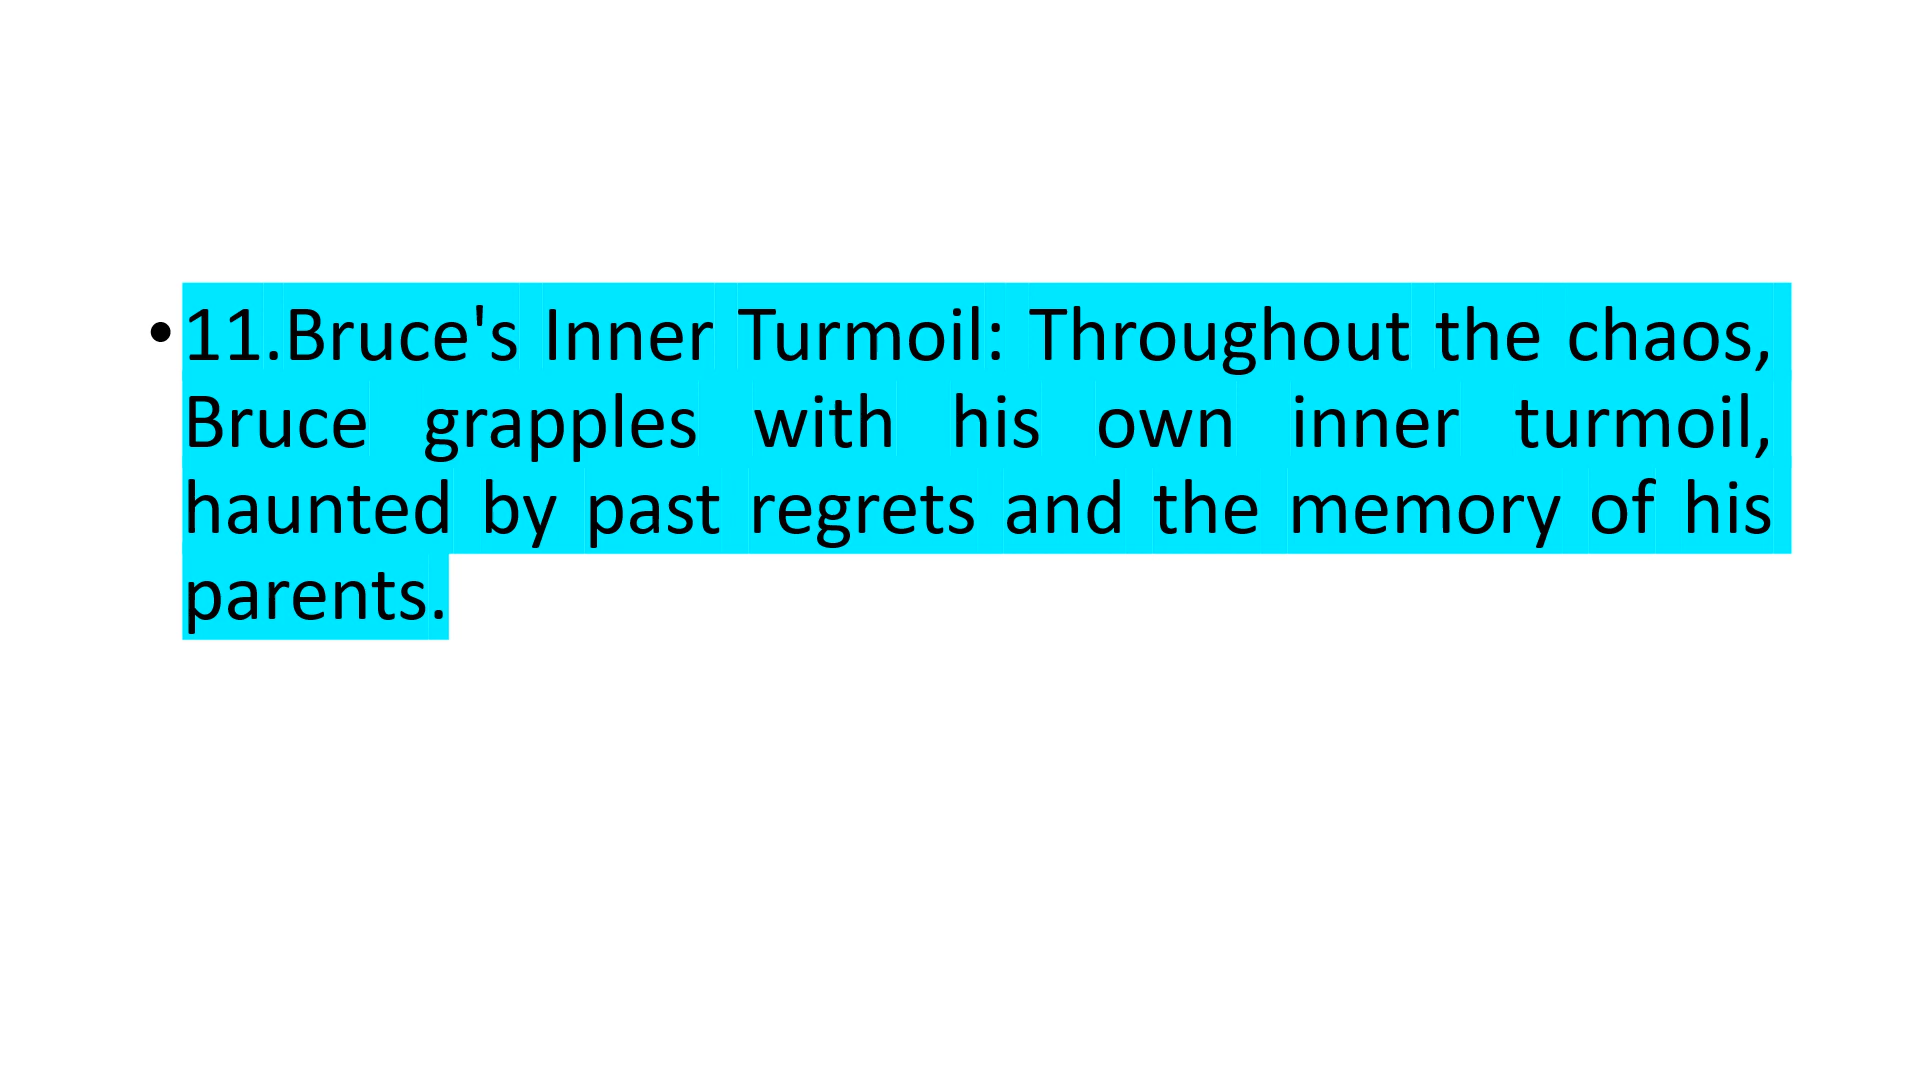 • 11.Bruce's Inner Turmoil: Throughout the chaos,
Bruce grapples with his own inner turmoil,
haunted by past regrets and the memory of his
parents.